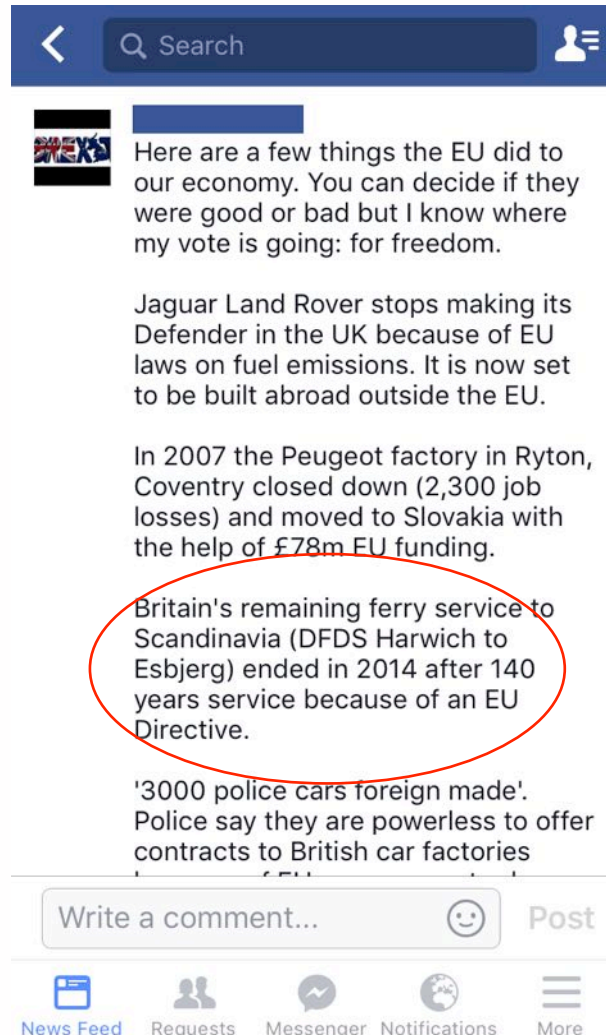 Search
BREXIT
Here are a few things the EU did to
our economy. You can decide if they
were good or bad but I know where
my vote is going: for freedom.
Jaguar Land Rover stops making its
Defender in the UK because of EU
laws on fuel emissions. It is now set
to be built abroad outside the EU.
In 2007 the Peugeot factory in Ryton,
Coventry closed down (2,300 job
losses) and moved to Slovakia with
the help of £78m EU funding.
Britain's remaining ferry service to
Scandinavia (DFDS Harwich to
Esbjerg) ended in 2014 after 140
years service because of an EU
Directive.
'3000 police cars foreign made'.
Police say they are powerless to offer
contracts to British car factories
Write a comment...
Post
News Feed Requests Messenger Notifications More